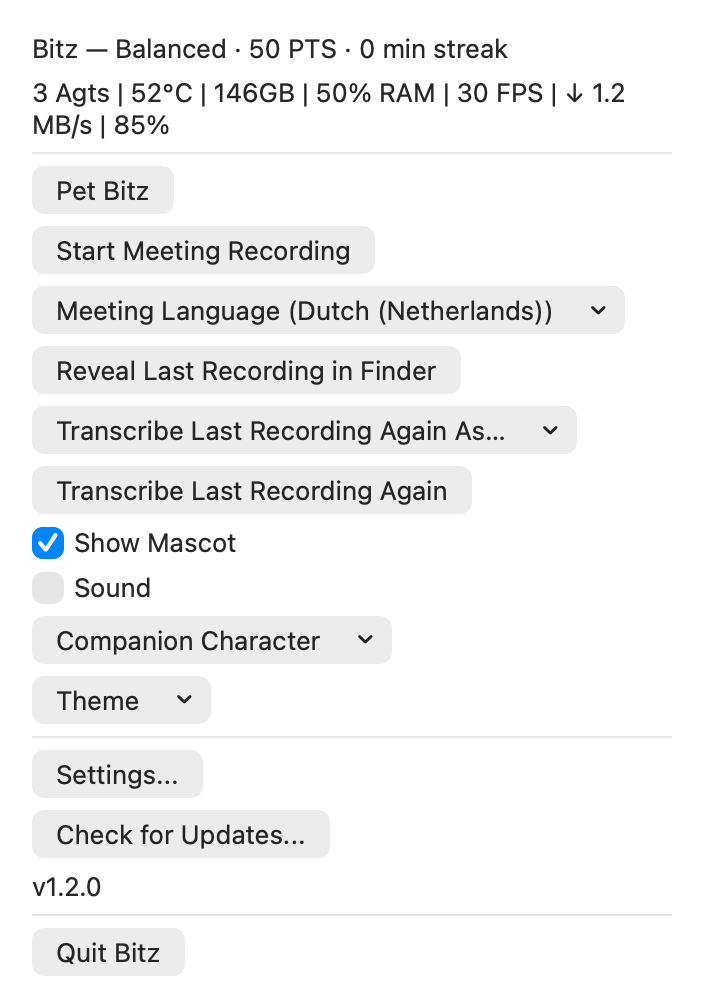 Bitz — Balanced · 50 PTS · 0 min streak
3 Agts | 52°C | 146GB | 50% RAM | 30 FPS | ↓ 1.2
MB/s | 85%
Pet Bitz
Start Meeting Recording
Meeting Language (Dutch (Netherlands))
Reveal Last Recording in Finder
Transcribe Last Recording Again As...
Transcribe Last Recording Again
Show Mascot
Sound
Companion Character
Theme
Settings...
Check for Updates...
v1.2.0
Quit Bitz